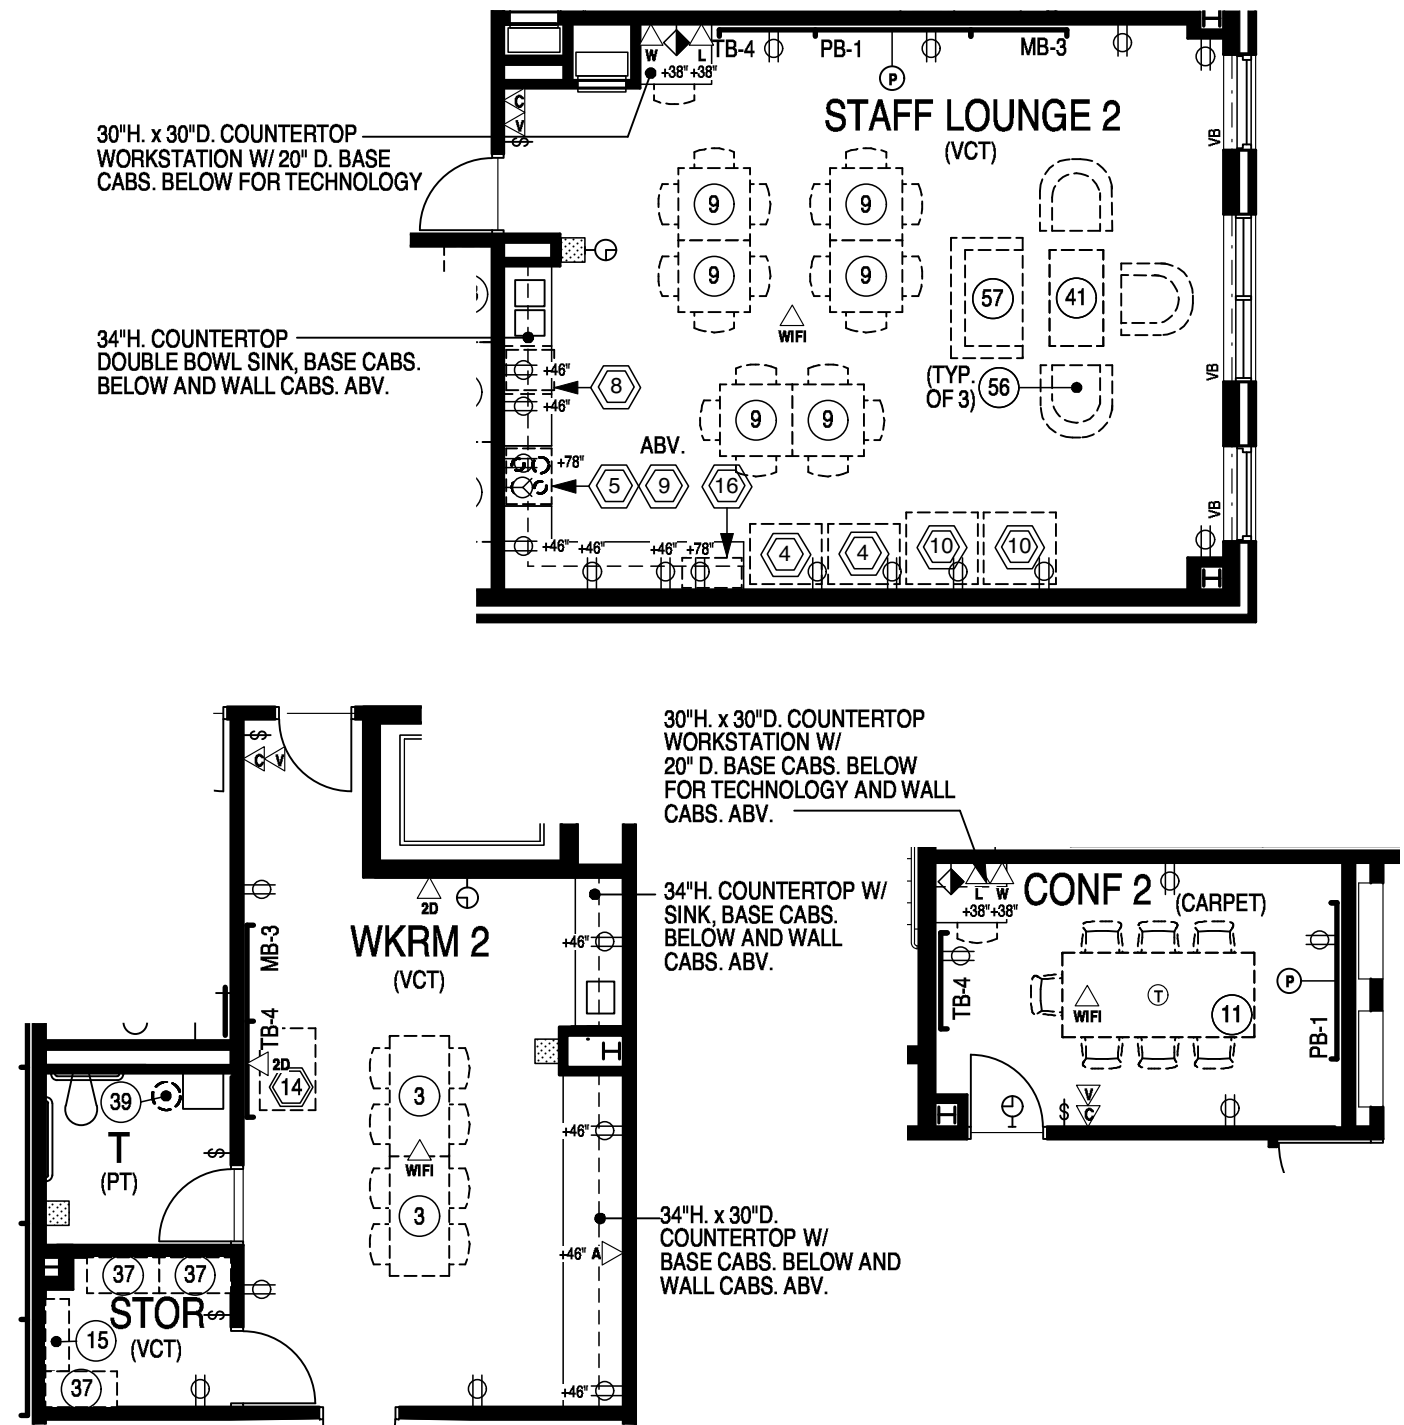 W
L
+38"
+38"
TB-4
PB-1
MB-3
P
C
V
S
STAFF LOUNGE 2
(VCT)
VB
30"H. x 30"D. COUNTERTOP
WORKSTATION W/ 20" D. BASE
CABS. BELOW FOR TECHNOLOGY
9
9
9
9
57
41
WIFI
VB
34"H. COUNTERTOP
DOUBLE BOWL SINK, BASE CABS.
BELOW AND WALL CABS. ABV.
+46"
8
+46"
(TYP.
OF 3)
56
9
9
ABV.
+78"
5
9
16
VB
+46"
+46"
+46"
+78"
4
4
10
10
30"H. x 30"D. COUNTERTOP
WORKSTATION W/
20" D. BASE CABS. BELOW
FOR TECHNOLOGY AND WALL
CABS. ABV.
S
C
V
2D
34"H. COUNTERTOP W/
SINK, BASE CABS.
BELOW AND WALL
CABS. ABV.
L
W
+38"
+38"
CONF 2
(CARPET)
MB-3
WKRM 2
(VCT)
+46"
TB-4
WIFI
T
P
11
PB-1
TB-4
2D
14
3
39
T
(PT)
S
WIFI
+46"
V
C
$
3
34"H. x 30"D.
COUNTERTOP W/
BASE CABS. BELOW AND
WALL CABS. ABV.
+46"
A
37
37
STOR
S
(VCT)
15
37
+46"